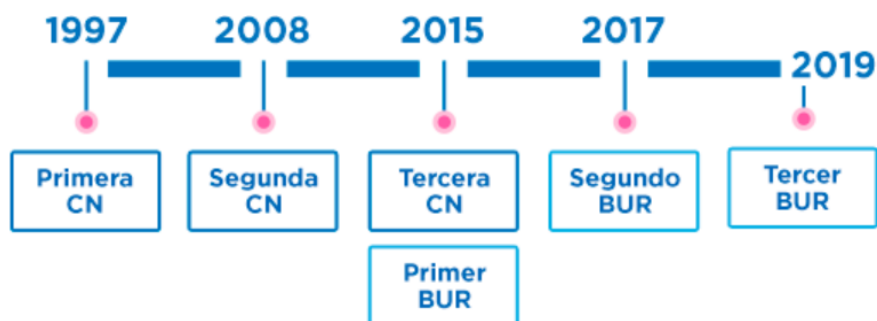 1997
2008
2015
2017
2019
Primera
CN
Segunda
CN
Tercera
CN
Segundo
BUR
Tercer
BUR
Primer
BUR